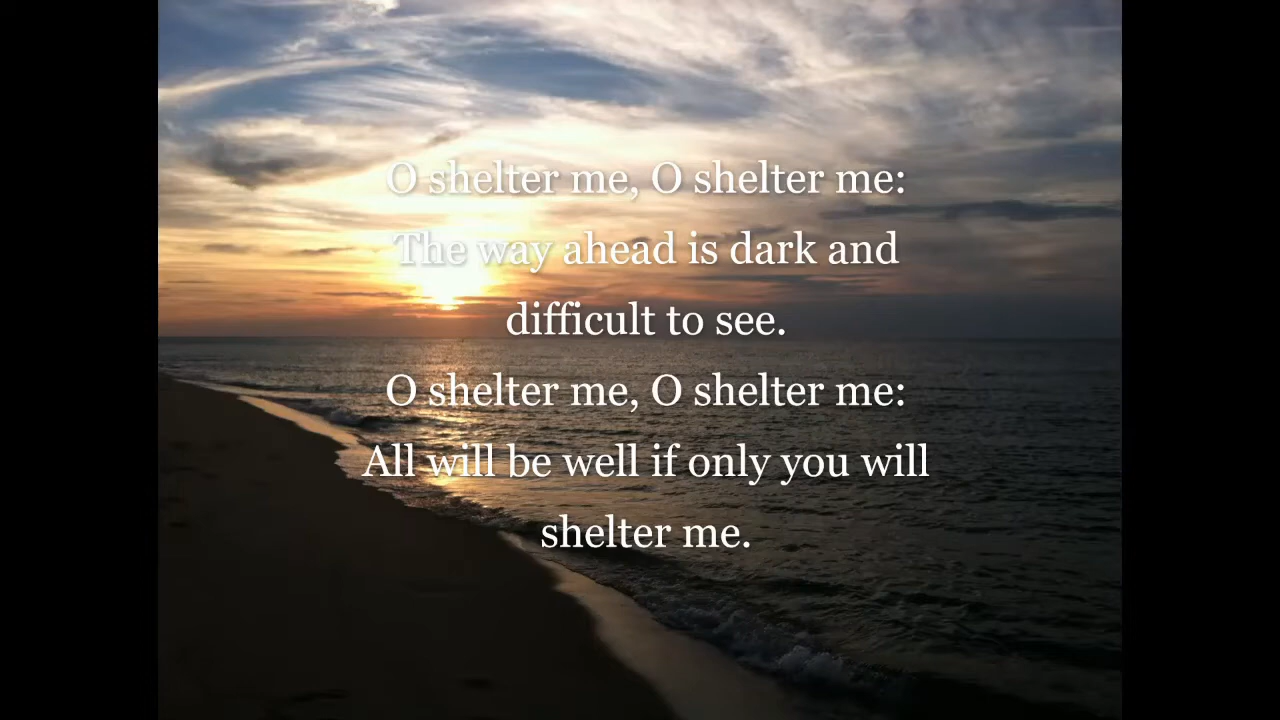 O shelter me, O shelter me:
The way ahead is dark and
difficult to see.
O shelter me, O shelter me:
All will be well if only you will
shelter me.